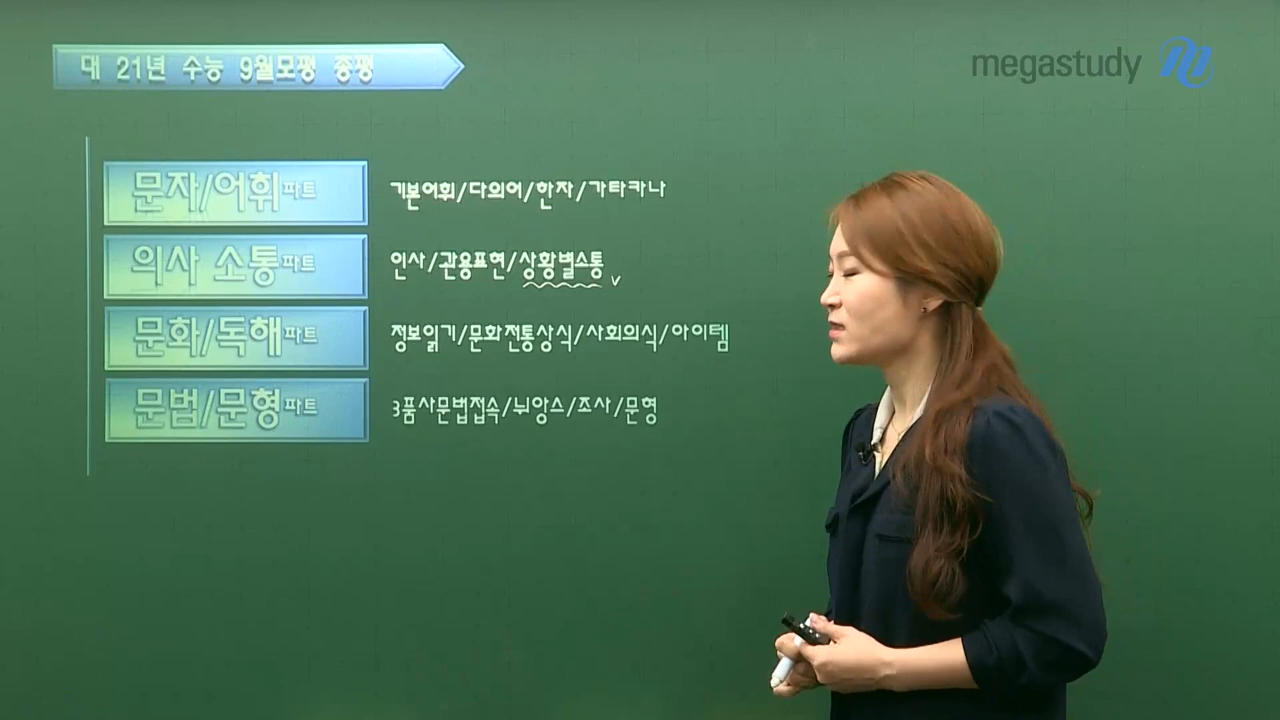 대 21년 수능 9월모평 총평
megastudy
문자/어휘파트
기본어휘/다의어/한자/가타카나
의사 소통파트
인사/관용표현/상황별소통
문화/독해파트
정보읽기/문화전통상식/사회의식/아이템
문법/문형파트
3품사문법접속/뉘앙스/조사/문형